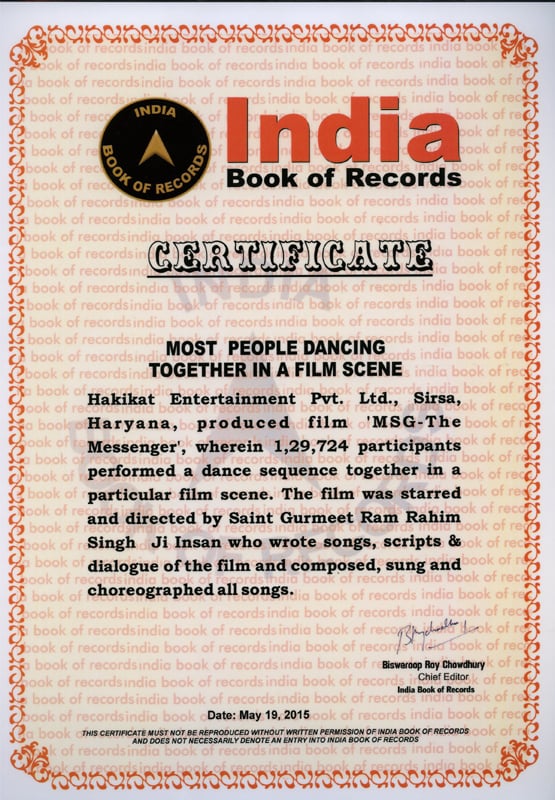 INDIA
BOOK OF RECORDS
India
Book of Records
CERTIFICATE
MOST PEOPLE DANCING
TOGETHER IN A FILM SCENE
Hakikat Entertainment Pvt. Ltd., Sirsa,
Haryana, produced film 'MSG-The
Messenger', wherein 1,29,724 participants
performed a dance sequence together in a
particular film scene. The film was starred
and directed by Saint Gurmeet Ram Rahim
Singh Ji Insan who wrote songs, scripts &
dialogue of the film and composed, sung and
choreographed all songs.
Biswaroop Roy Chowdhury
Chief Editor
India Book of Records
Date: May 19, 2015
THIS CERTIFICATE MUST NOT BE REPRODUCED WITHOUT WRITTEN PERMISSION OF INDIA BOOK OF RECORDS
AND DOES NOT NECESSARILY DENOTE AN ENTRY INTO INDIA BOOK OF RECORDS